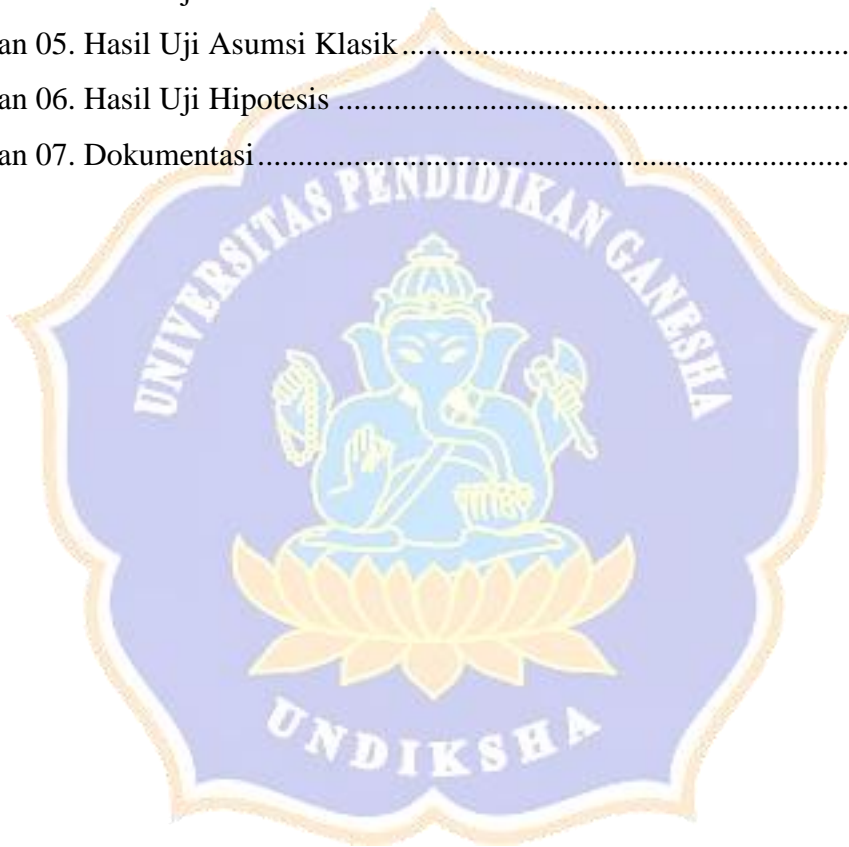 an 05. Hasil Uji Asumsi Klasik........................................................
an 06. Hasil Uji Hipotesis ................................................................
an 07. Dokumentasi..........................................................................
UNIVERSITAS PENDIDIKAN GANESHA
UNDIKSHA